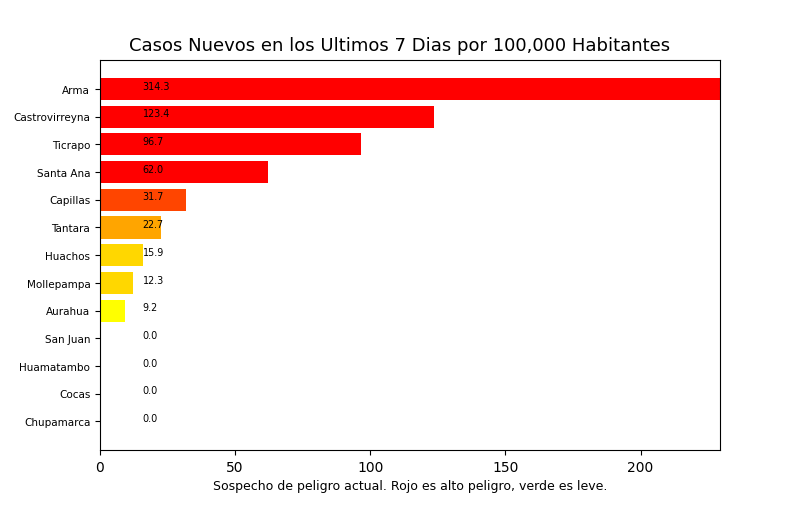 Casos Nuevos en los Ultimos 7 Dias por 100,000 Habitantes
Arma 314.3
Castrovirreyna 123.4
Ticrapo 96.7
Santa Ana 62.0
Capillas 31.7
Tantara 22.7
Huachos 15.9
Mollepampa 12.3
Aurahua 9.2
San Juan 0.0
Huamatambo 0.0
Cocas 0.0
Chupamarca 0.0
0 50 100 150 200
Sospecho de peligro actual. Rojo es alto peligro, verde es leve.